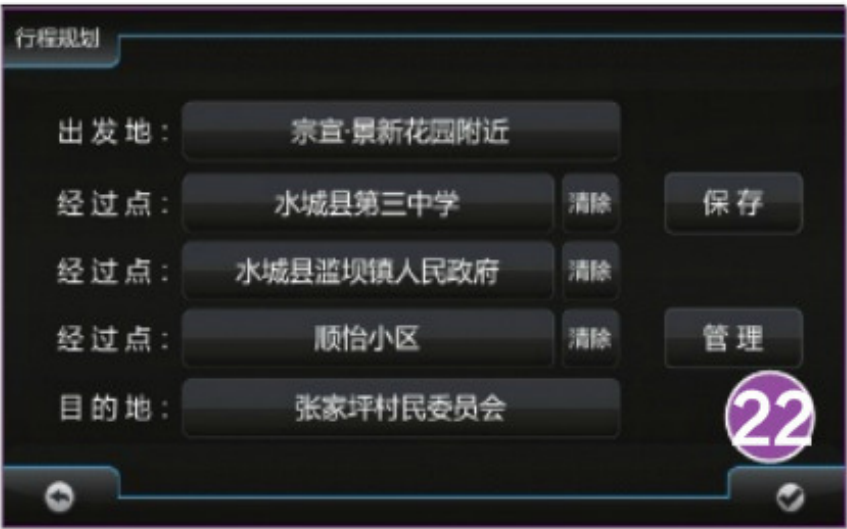 行程规划
出发地： 宗宣·景新花园附近
经过点： 水城县第三中学 清除 保存
经过点： 水城县滥坝镇人民政府 清除
经过点： 顺怡小区 清除 管理
目的地： 张家坪村民委员会
22